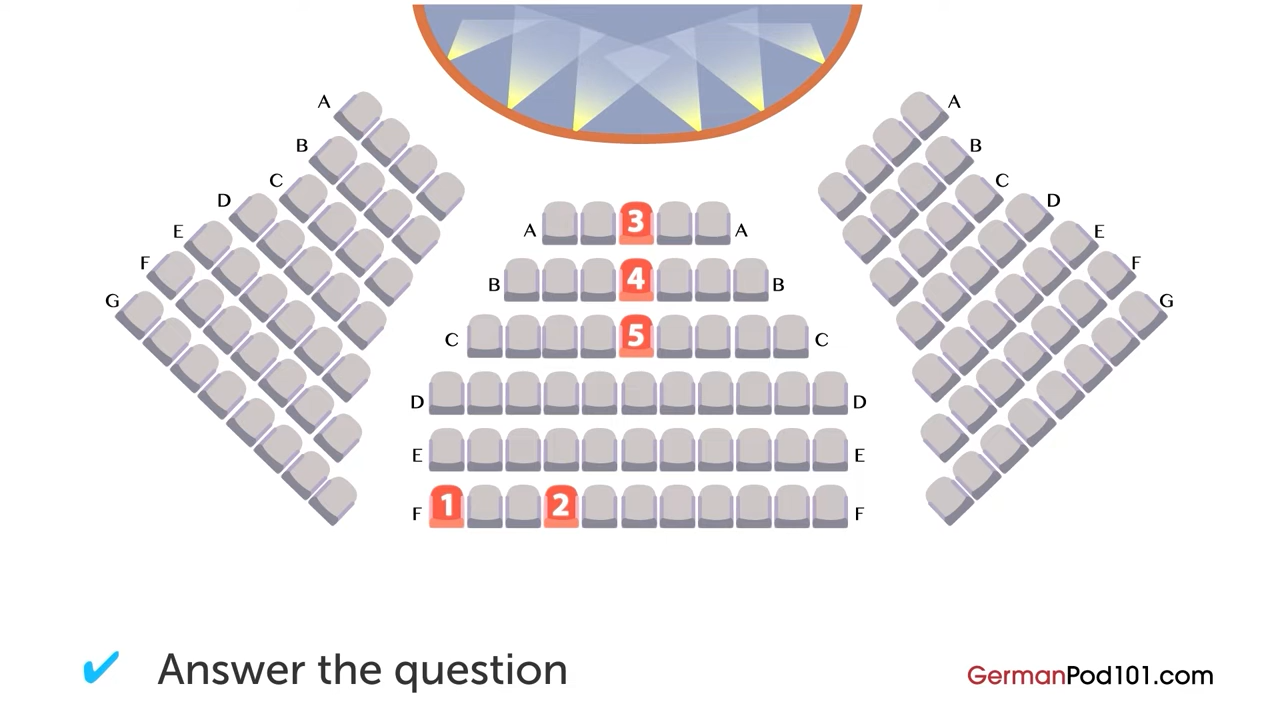 A
B
C
D
E
F
G
A
B
C
D
E
F
G
A 3 A
B 4 B
C 5 C
D D
E E
F 1 2 F
✔ Answer the question
GermanPod101.com